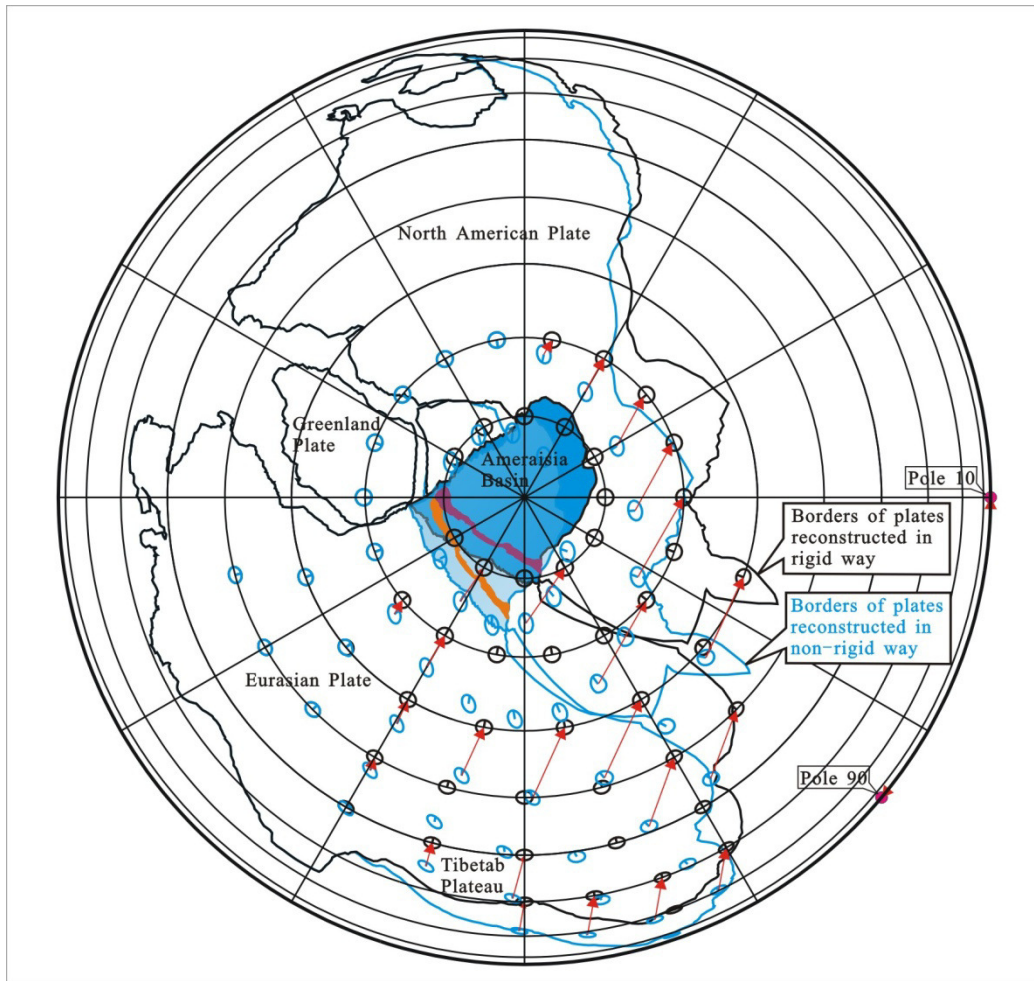 North American Plate
Greenland
Plate
Ameraisia
Basin
Pole 10
Borders of plates
reconstructed in
rigid way
Borders of plates
reconstructed in
non-rigid way
Eurasian Plate
Pole 90
Tibetab
Plateau